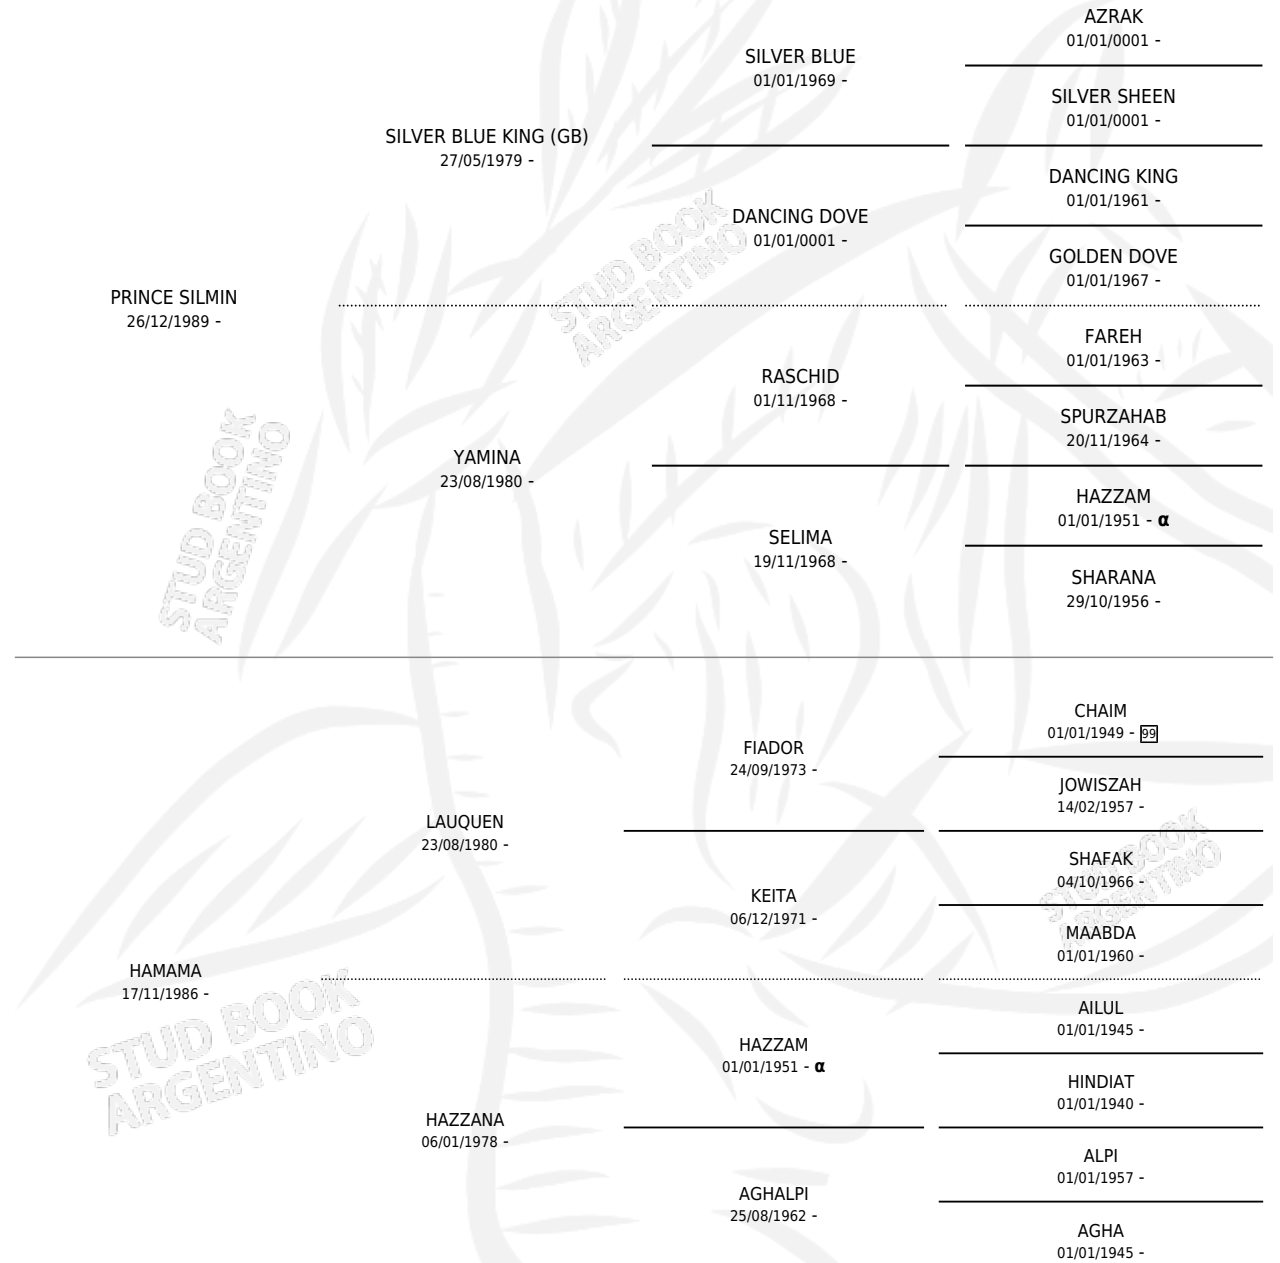 AZRAK
01/01/0001 -
SILVER BLUE
01/01/1969 -
SILVER SHEEN
01/01/0001 -
SILVER BLUE KING (GB)
27/05/1979 -
DANCING KING
01/01/1961 -
DANCING DOVE
01/01/0001 -
GOLDEN DOVE
01/01/1967 -
PRINCE SILMIN
26/12/1989 -
FAREH
01/01/1963 -
RASCHID
01/11/1968 -
SPURZAHAB
20/11/1964 -
YAMINA
23/08/1980 -
HAZZAM
01/01/1951 - α
SELIMA
19/11/1968 -
SHARANA
29/10/1956 -
CHAIM
01/01/1949 - 99
FIADOR
24/09/1973 -
JOWISZAH
14/02/1957 -
LAUQUEN
23/08/1980 -
SHAFAK
04/10/1966 -
KEITA
06/12/1971 -
MAABDA
01/01/1960 -
HAMAMA
17/11/1986 -
AILUL
01/01/1945 -
HAZZAM
01/01/1951 - α
HINDIAT
01/01/1940 -
HAZZANA
06/01/1978 -
ALPI
01/01/1957 -
AGHALPI
25/08/1962 -
AGHA
01/01/1945 -
STUD BOOK
ARGENTINO
STUD BOOK
ARGENTINO
STUD BOOK
ARGENTINO
STUD BOOK
ARGENTINO